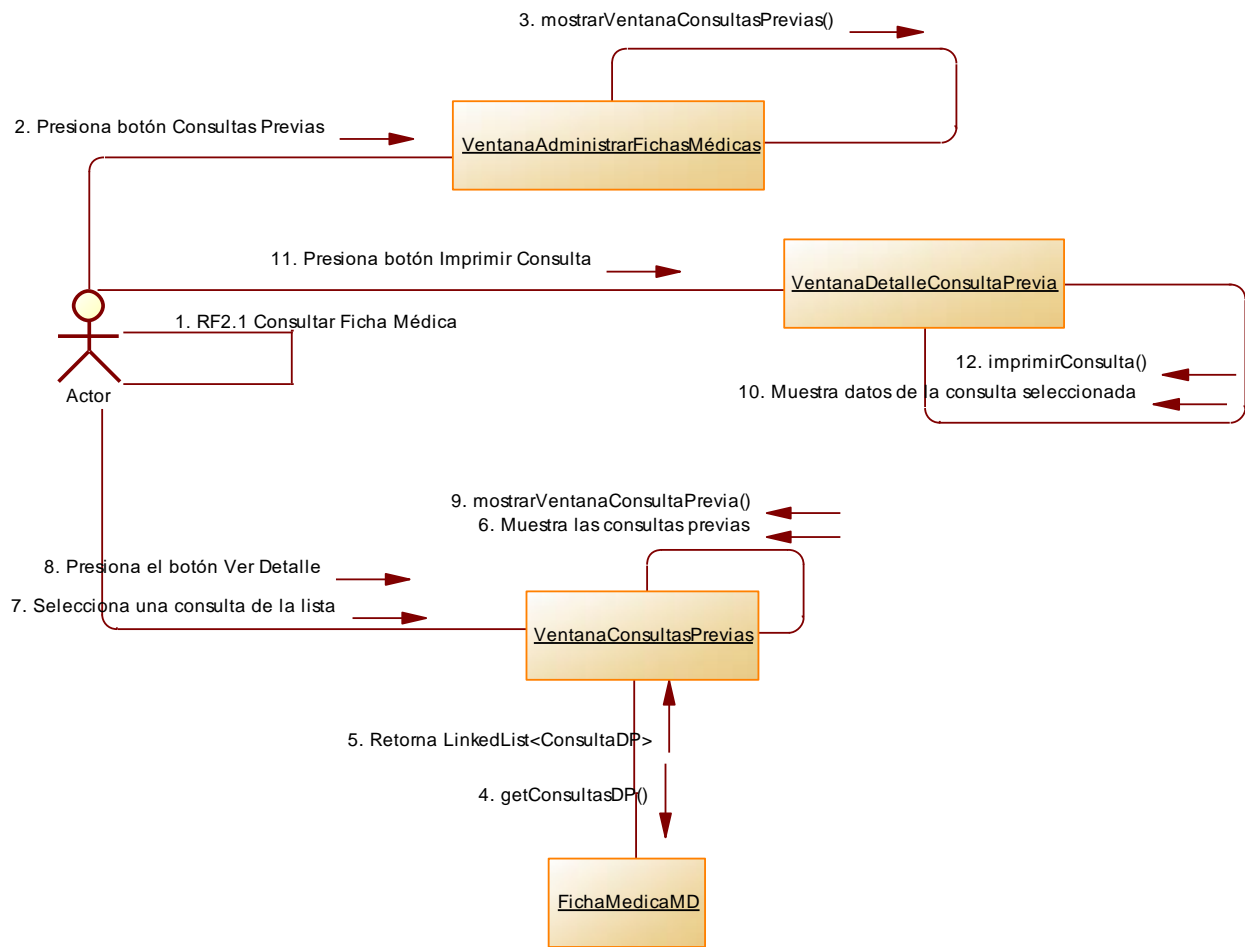 3. mostrarVentanaConsultasPrevias()
2. Presiona botón Consultas Previas
VentanaAdministrarFichasMédicas
11. Presiona botón Imprimir Consulta
VentanaDetalleConsultaPrevia
1. RF2.1 Consultar Ficha Médica
12. imprimirConsulta()
Actor
10. Muestra datos de la consulta seleccionada
9. mostrarVentanaConsultaPrevia()
6. Muestra las consultas previas
8. Presiona el botón Ver Detalle
7. Selecciona una consulta de la lista
VentanaConsultasPrevias
5. Retorna LinkedList<ConsultaDP>
4. getConsultasDP()
FichaMedicaMD